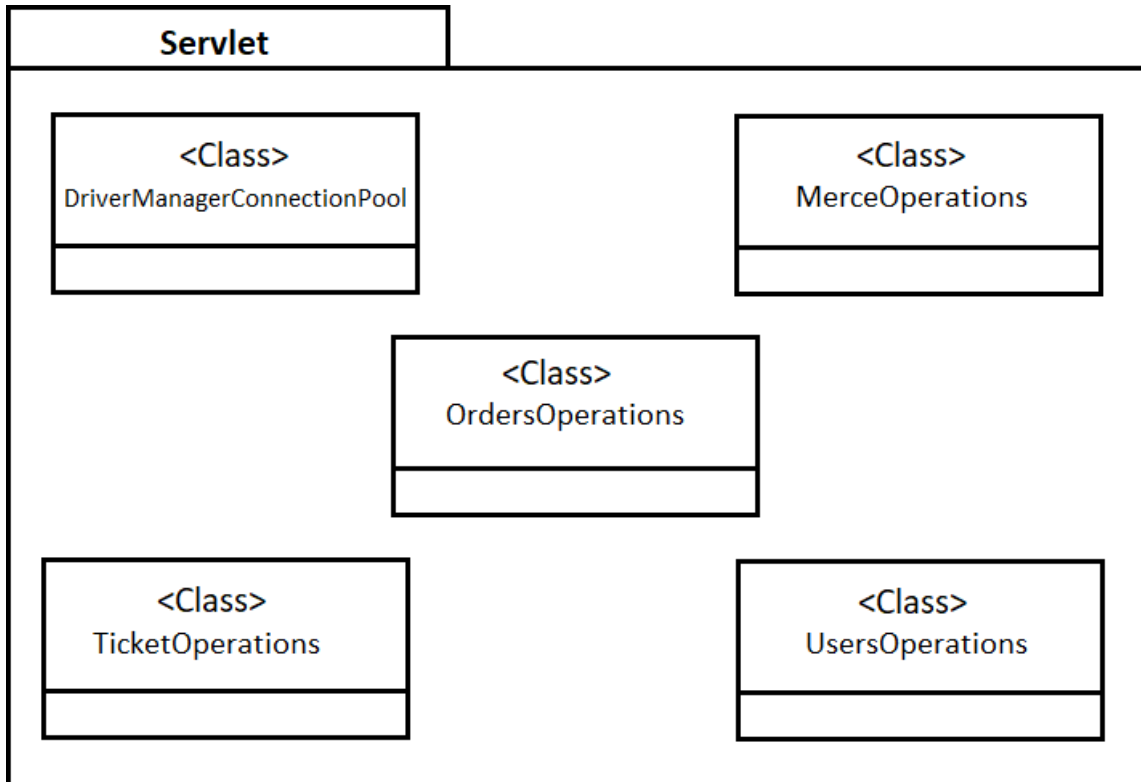 Servlet
<Class>
DriverManagerConnectionPool
<Class>
MerceOperations
<Class>
OrdersOperations
<Class>
TicketOperations
<Class>
UsersOperations